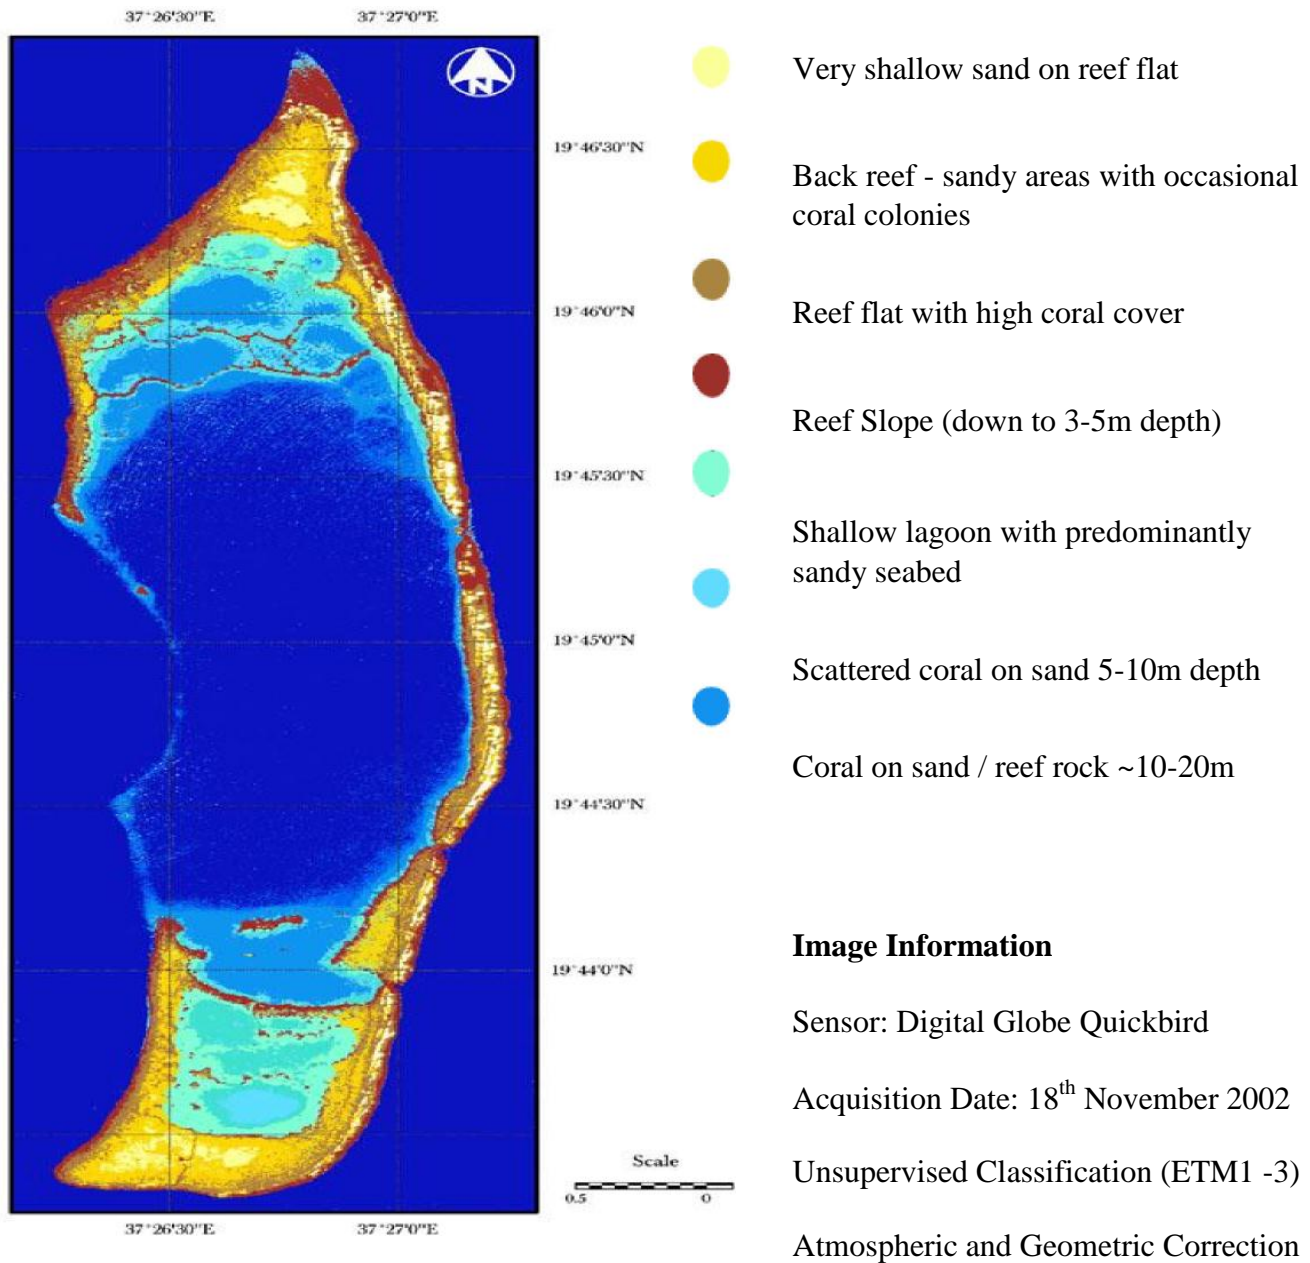 37°26'30"E 37°27'0"E
N
19°46'30"N
19°46'0"N
19°45'30"N
19°45'0"N
19°44'30"N
19°44'0"N
37°26'30"E 37°27'0"E
Scale
0.5 0
Very shallow sand on reef flat
Back reef - sandy areas with occasional
coral colonies
Reef flat with high coral cover
Reef Slope (down to 3-5m depth)
Shallow lagoon with predominantly
sandy seabed
Scattered coral on sand 5-10m depth
Coral on sand / reef rock ~10-20m
Image Information
Sensor: Digital Globe Quickbird
Acquisition Date: 18th November 2002
Unsupervised Classification (ETM1 -3)
Atmospheric and Geometric Correction